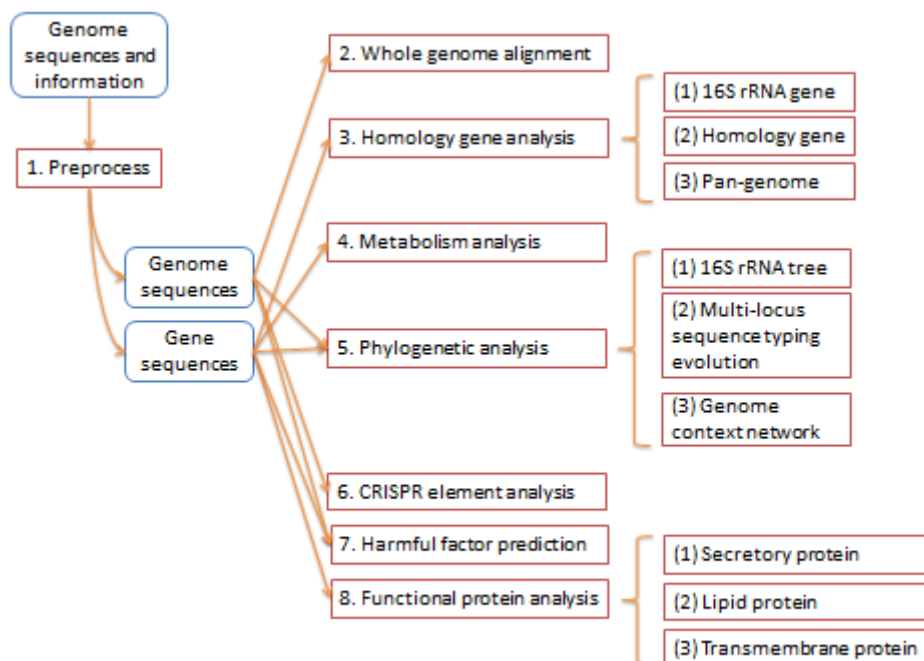 Genome
sequences and
information
1. Preprocess
Genome
sequences
Gene
sequences
2. Whole genome alignment
3. Homology gene analysis
(1) 16S rRNA gene
(2) Homology gene
(3) Pan-genome
4. Metabolism analysis
5. Phylogenetic analysis
(1) 16S rRNA tree
(2) Multi-locus
sequence typing
evolution
(3) Genome
context network
6. CRISPR element analysis
7. Harmful factor prediction
8. Functional protein analysis
(1) Secretory protein
(2) Lipid protein
(3) Transmembrane protein